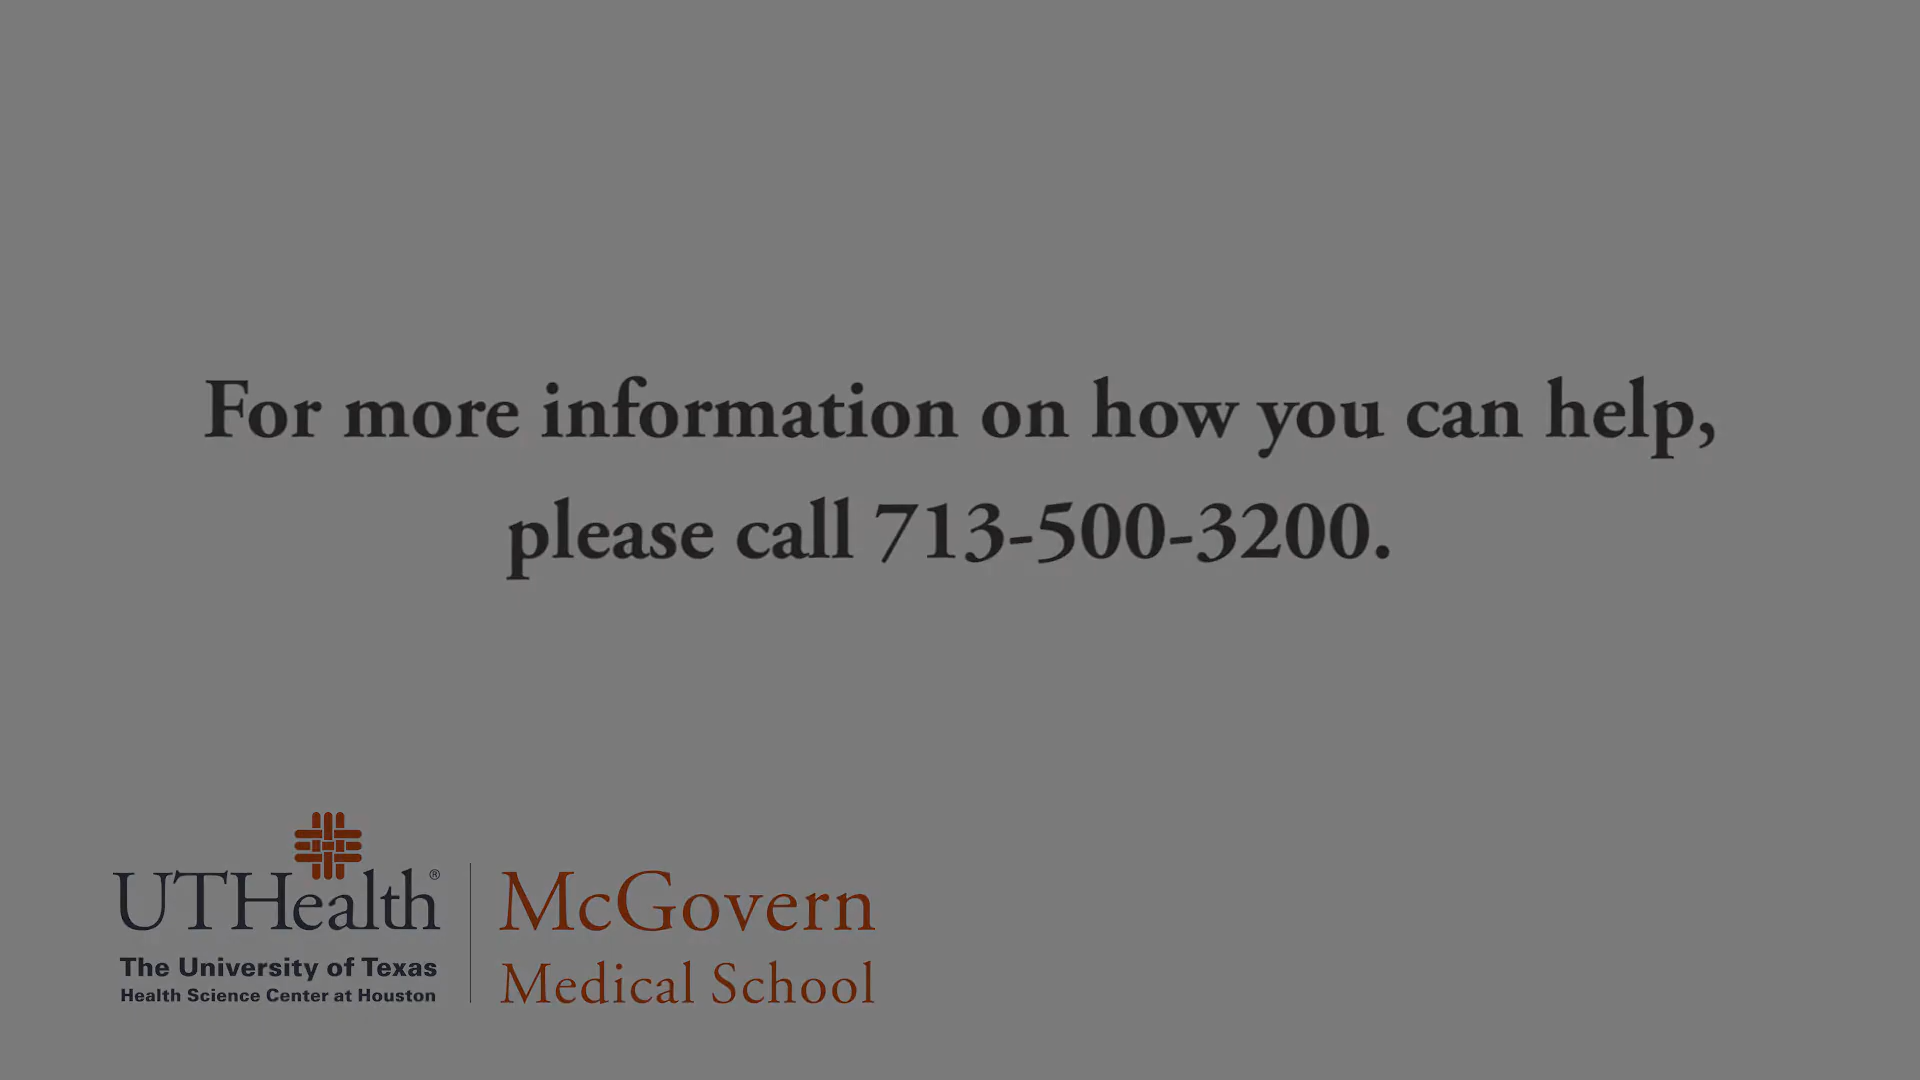 For more information on how you can help,
please call 713-500-3200.
UTHealth®
The University of Texas
Health Science Center at Houston
McGovern
Medical School